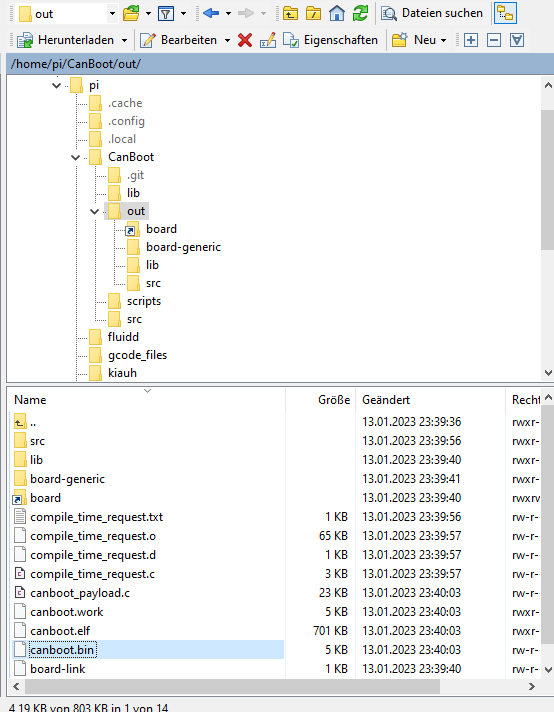 out
Dateien suchen
Herunterladen Bearbeiten Eigenschaften Neu
/home/pi/CanBoot/out/
pi
.cache
.config
.local
CanBoot
.git
lib
out
board
board-generic
lib
src
scripts
src
fluidd
gcode_files
kiauh
Name Größe Geändert Recht
.. 13.01.2023 23:39:36 rwxr-
src 13.01.2023 23:39:56 rwxr-
lib 13.01.2023 23:39:40 rwxr-
board-generic 13.01.2023 23:39:41 rwxr-
board 13.01.2023 23:39:40 rwxrw
compile_time_request.txt 1 KB 13.01.2023 23:39:56 rw-r-
compile_time_request.o 65 KB 13.01.2023 23:39:57 rw-r-
compile_time_request.d 1 KB 13.01.2023 23:39:57 rw-r-
compile_time_request.c 3 KB 13.01.2023 23:39:57 rw-r-
canboot_payload.c 23 KB 13.01.2023 23:40:03 rw-r-
canboot.work 5 KB 13.01.2023 23:40:03 rwxr-
canboot.elf 701 KB 13.01.2023 23:40:03 rwxr-
canboot.bin 5 KB 13.01.2023 23:40:03 rw-r-
board-link 1 KB 13.01.2023 23:39:40 rw-r-
4,19 KB von 803 KB in 1 von 14